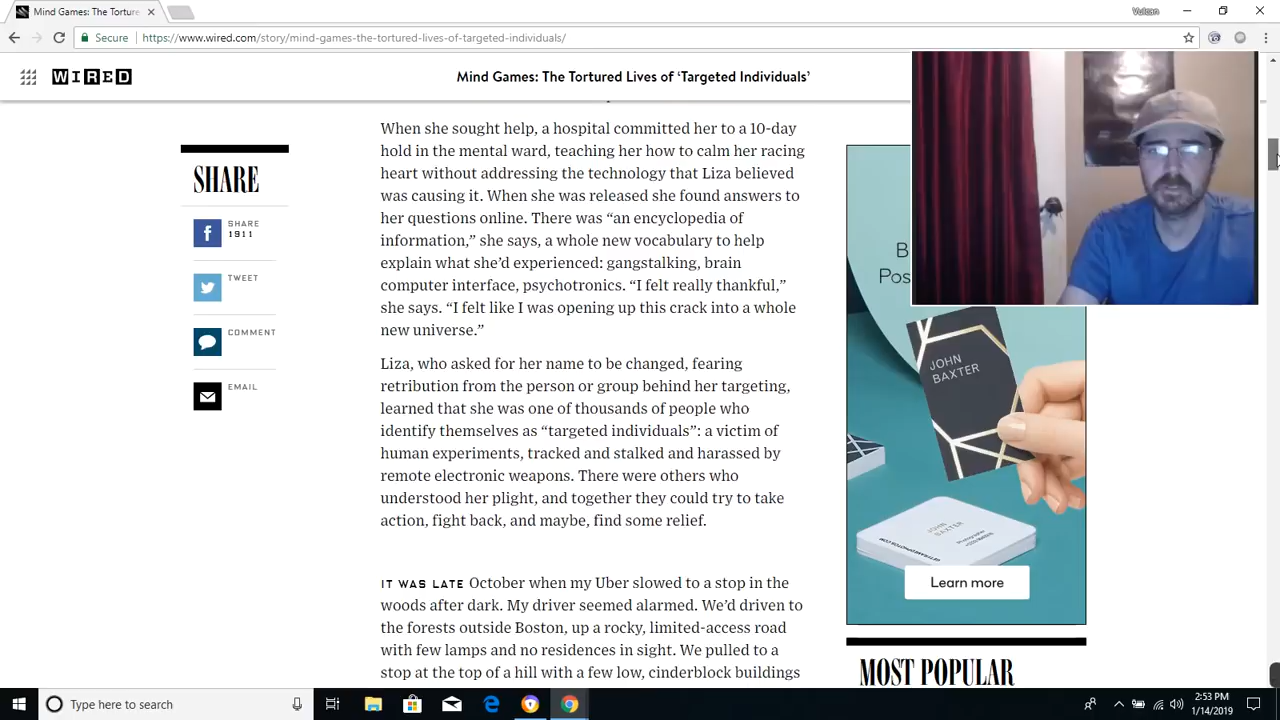 Mind Games: The Torture
Vulcan
Secure
https://www.wired.com/story/mind-games-the-tortured-lives-of-targeted-individuals/
WIRED
Mind Games: The Tortured Lives of 'Targeted Individuals'
SHARE
SHARE
1911
TWEET
COMMENT
EMAIL
When she sought help, a hospital committed her to a 10-day
hold in the mental ward, teaching her how to calm her racing
heart without addressing the technology that Liza believed
was causing it. When she was released she found answers to
her questions online. There was “an encyclopedia of
information,” she says, a whole new vocabulary to help
explain what she’d experienced: gangstalking, brain
computer interface, psychotronics. “I felt really thankful,”
she says. “I felt like I was opening up this crack into a whole
new universe.”
Liza, who asked for her name to be changed, fearing
retribution from the person or group behind her targeting,
learned that she was one of thousands of people who
identify themselves as “targeted individuals”: a victim of
human experiments, tracked and stalked and harassed by
remote electronic weapons. There were others who
understood her plight, and together they could try to take
action, fight back, and maybe, find some relief.
IT WAS LATE October when my Uber slowed to a stop in the
woods after dark. My driver seemed alarmed. We’d driven to
the forests outside Boston, up a rocky, limited-access road
with few lamps and no residences in sight. We pulled to a
stop at the top of a hill with a few low, cinderblock buildings
B
Pos
JOHN
BAXTER
JOHN
BAXTER
Learn more
MOST POPULAR
Type here to search
2:53 PM
1/14/2019